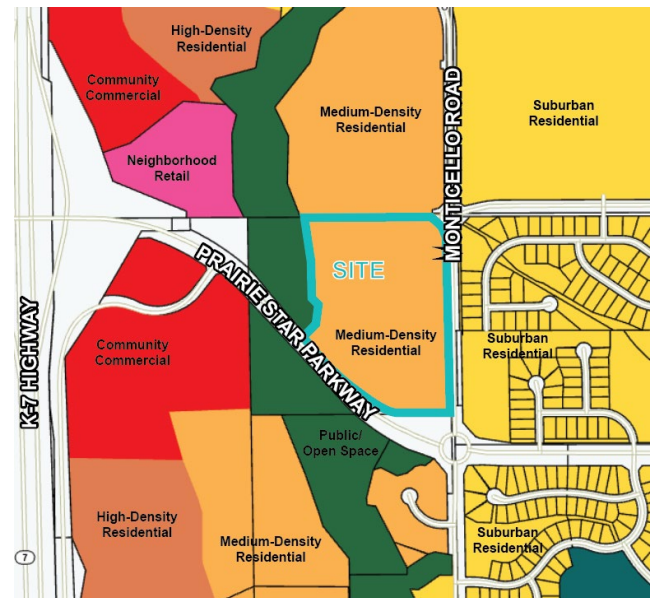 High-Density
Residential
Community
Commercial
Medium-Density
Residential
MONTICELLO ROAD
Suburban
Residential
Neighborhood
Retail
PRAIRIE STAR PARKWAY
SITE
K-7 HIGHWAY
Community
Commercial
Medium-Density
Residential
Suburban
Residential
Public/
Open Space
High-Density
Residential
Medium-Density
Residential
Suburban
Residential
7